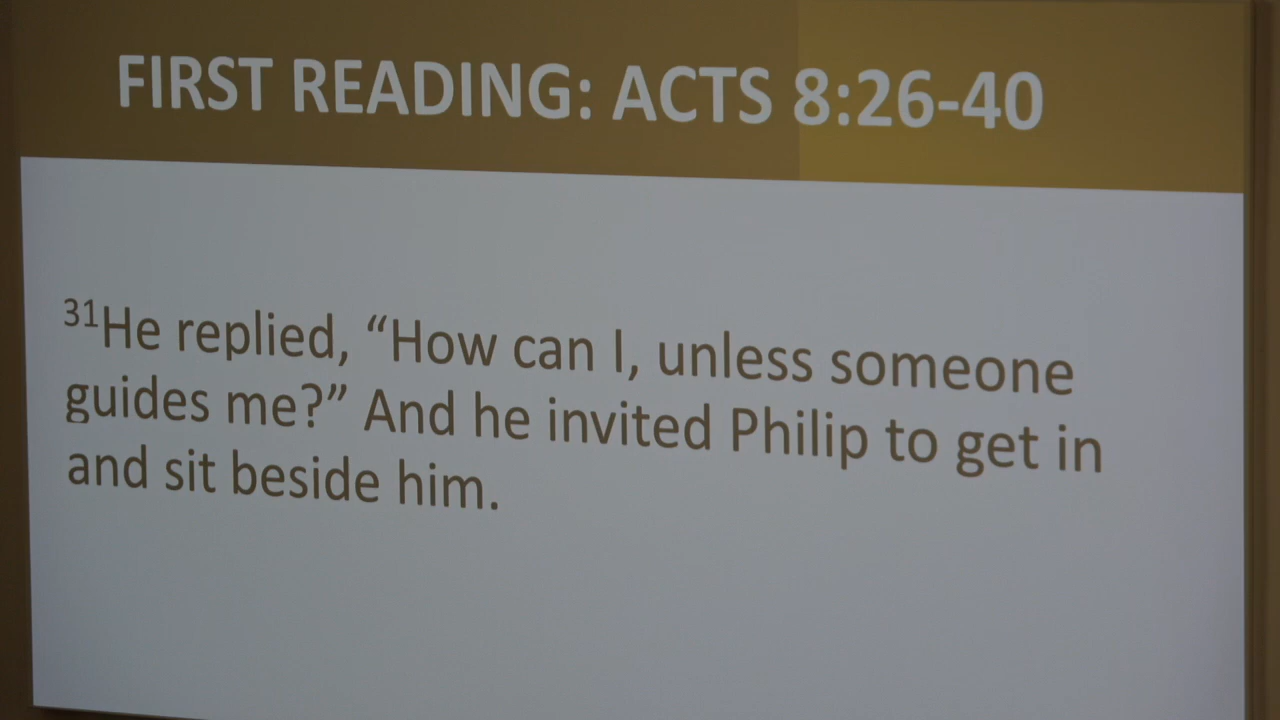 FIRST READING: ACTS 8:26-40
31He replied, “How can I, unless someone
guides me?” And he invited Philip to get in
and sit beside him.